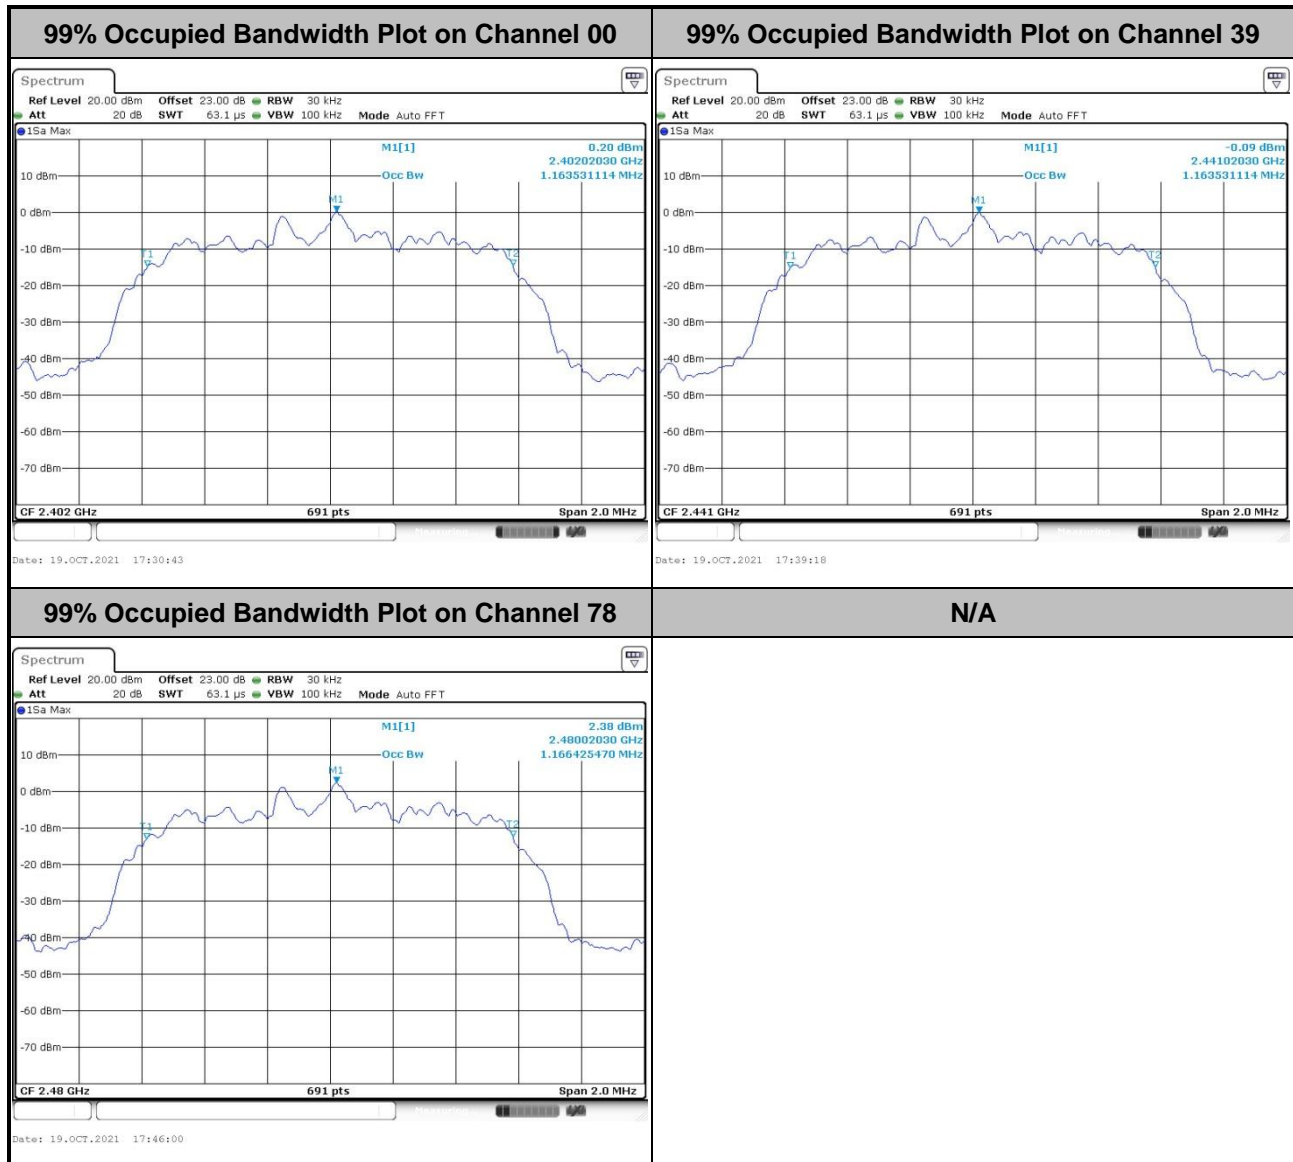 99% Occupied Bandwidth Plot on Channel 00
99% Occupied Bandwidth Plot on Channel 39
Spectrum
Ref Level 20.00 dBm Offset 23.00 dB RBW 30 kHz
Att 20 dB SWT 63.1 µs VBW 100 kHz Mode Auto FFT
1Sa Max
M1[1] 0.20 dBm
2.40202030 GHz
10 dBm Occ Bw 1.163531114 MHz
M1
0 dBm
-10 dBm
T1 T2
-20 dBm
-30 dBm
-40 dBm
-50 dBm
-60 dBm
-70 dBm
CF 2.402 GHz 691 pts Span 2.0 MHz
Date: 19.OCT.2021 17:30:43
Spectrum
Ref Level 20.00 dBm Offset 23.00 dB RBW 30 kHz
Att 20 dB SWT 63.1 µs VBW 100 kHz Mode Auto FFT
1Sa Max
M1[1] -0.09 dBm
2.44102030 GHz
10 dBm Occ Bw 1.163531114 MHz
M1
0 dBm
-10 dBm
T1 T2
-20 dBm
-30 dBm
-40 dBm
-50 dBm
-60 dBm
-70 dBm
CF 2.441 GHz 691 pts Span 2.0 MHz
Date: 19.OCT.2021 17:39:18
99% Occupied Bandwidth Plot on Channel 78
N/A
Spectrum
Ref Level 20.00 dBm Offset 23.00 dB RBW 30 kHz
Att 20 dB SWT 63.1 µs VBW 100 kHz Mode Auto FFT
1Sa Max
M1[1] 2.38 dBm
2.48002030 GHz
10 dBm Occ Bw 1.166425470 MHz
M1
0 dBm
-10 dBm
T1 T2
-20 dBm
-30 dBm
-40 dBm
-50 dBm
-60 dBm
-70 dBm
CF 2.48 GHz 691 pts Span 2.0 MHz
Date: 19.OCT.2021 17:46:00